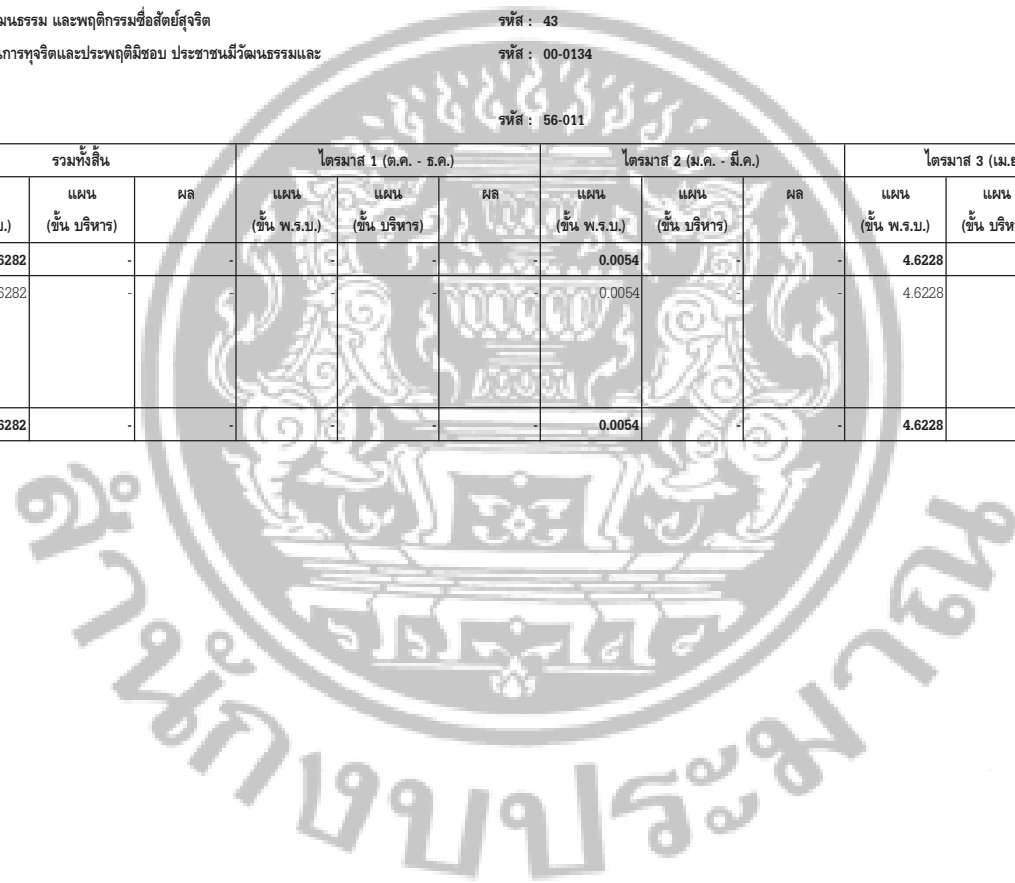 ฒนธรรม และพฤติกรรมซื่อสัตย์สุจริต รหัส : 43
นการทุจริตและประพฤติมิชอบ ประชาชนมีวัฒนธรรมและ รหัส : 00-0134
รหัส : 56-011
รวมทั้งสิ้น ไตรมาส 1 (ต.ค. - ธ.ค.) ไตรมาส 2 (ม.ค. - มี.ค.) ไตรมาส 3 (เม.ย
แผน ผล แผน แผน ผล แผน แผน ผล แผน แผน
.) (ขั้น บริหาร) (ขั้น พ.ร.บ.) (ขั้น บริหาร) (ขั้น พ.ร.บ.) (ขั้น บริหาร) (ขั้น พ.ร.บ.) (ขั้น บริห
6282 - - - - - 0.0054 - - 4.6228
6282 - - - - - 0.0054 - - 4.6228
6282 - - - - - 0.0054 - - 4.6228
สำนักงบประมาณ